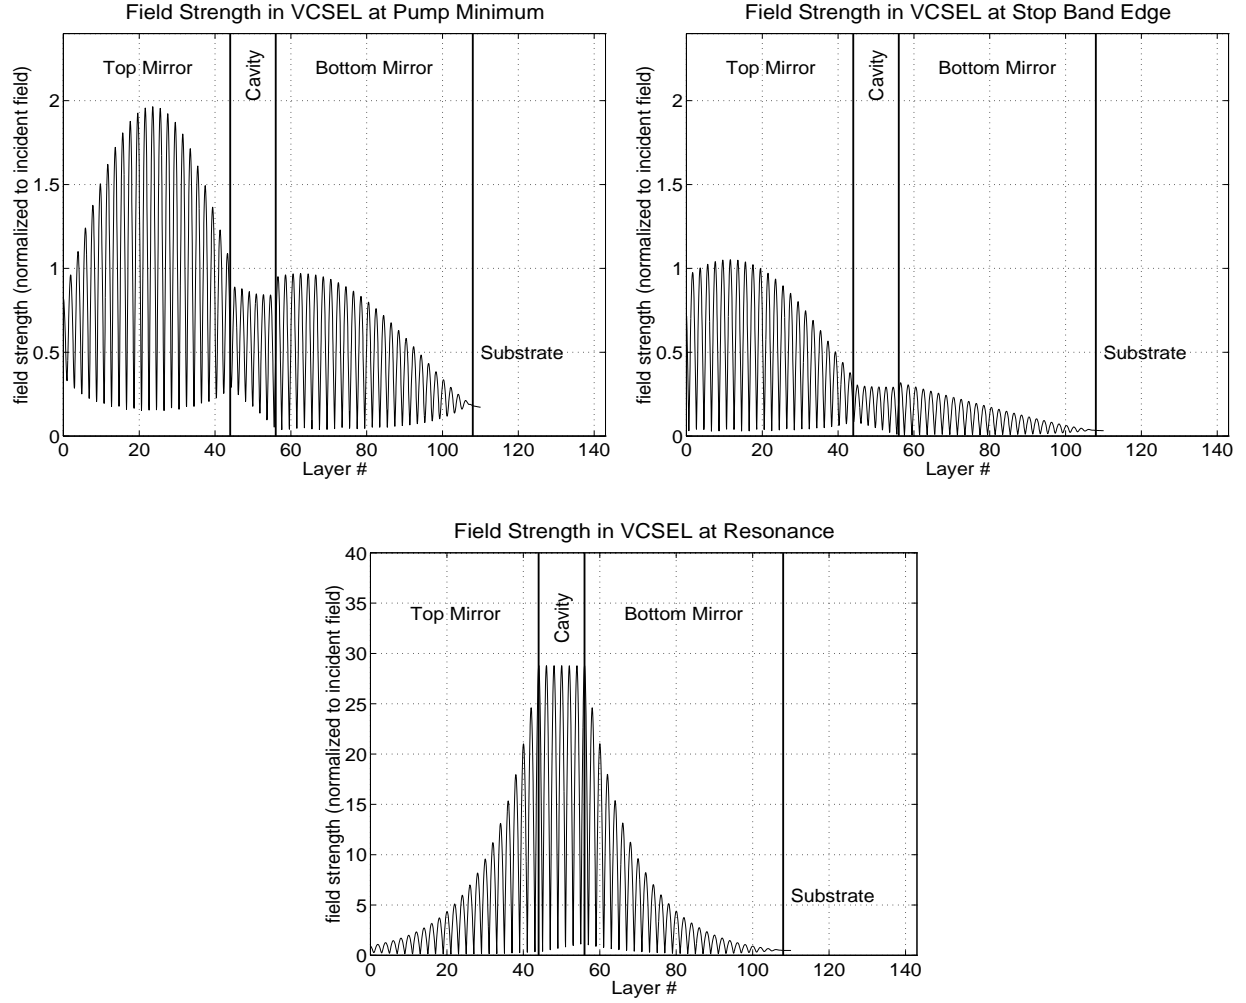 Field Strength in VCSEL at Pump Minimum
field strength (normalized to incident field)
2
1.5
1
0.5
0
Top Mirror
Cavity
Bottom Mirror
Substrate
0 20 40 60 80 100 120 140
Layer #
Field Strength in VCSEL at Stop Band Edge
field strength (normalized to incident field)
2
1.5
1
0.5
0
Top Mirror
Cavity
Bottom Mirror
Substrate
0 20 40 60 80 100 120 140
Layer #
Field Strength in VCSEL at Resonance
field strength (normalized to incident field)
40
35
30
25
20
15
10
5
0
Top Mirror
Cavity
Bottom Mirror
Substrate
0 20 40 60 80 100 120 140
Layer #